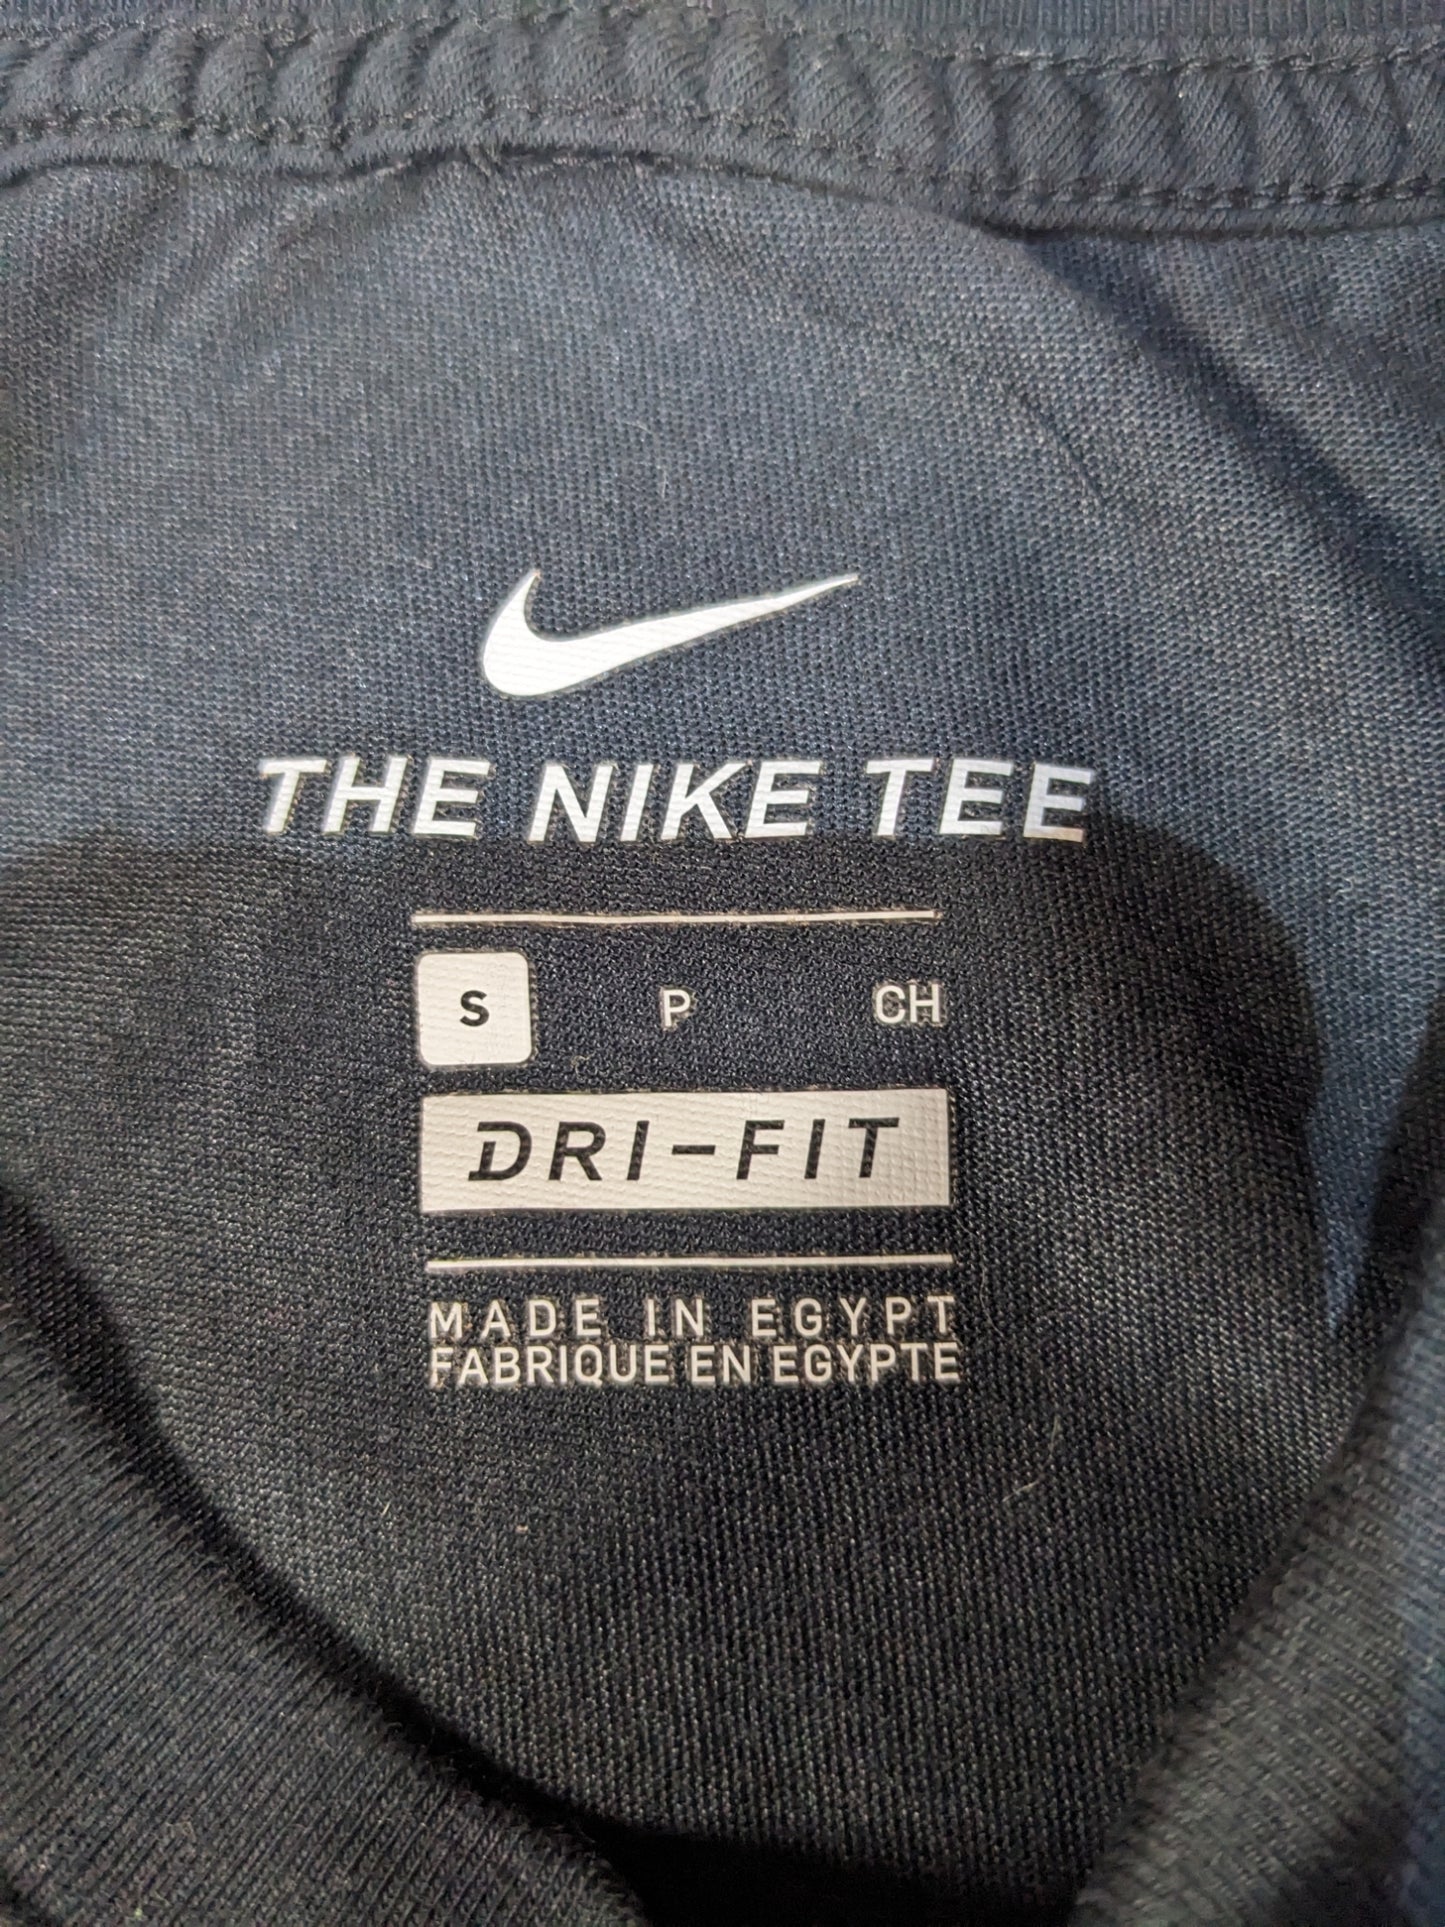 THE NIKE TEE
S P CH
DRI-FIT
MADE IN EGYPT
FABRIQUE EN EGYPTE